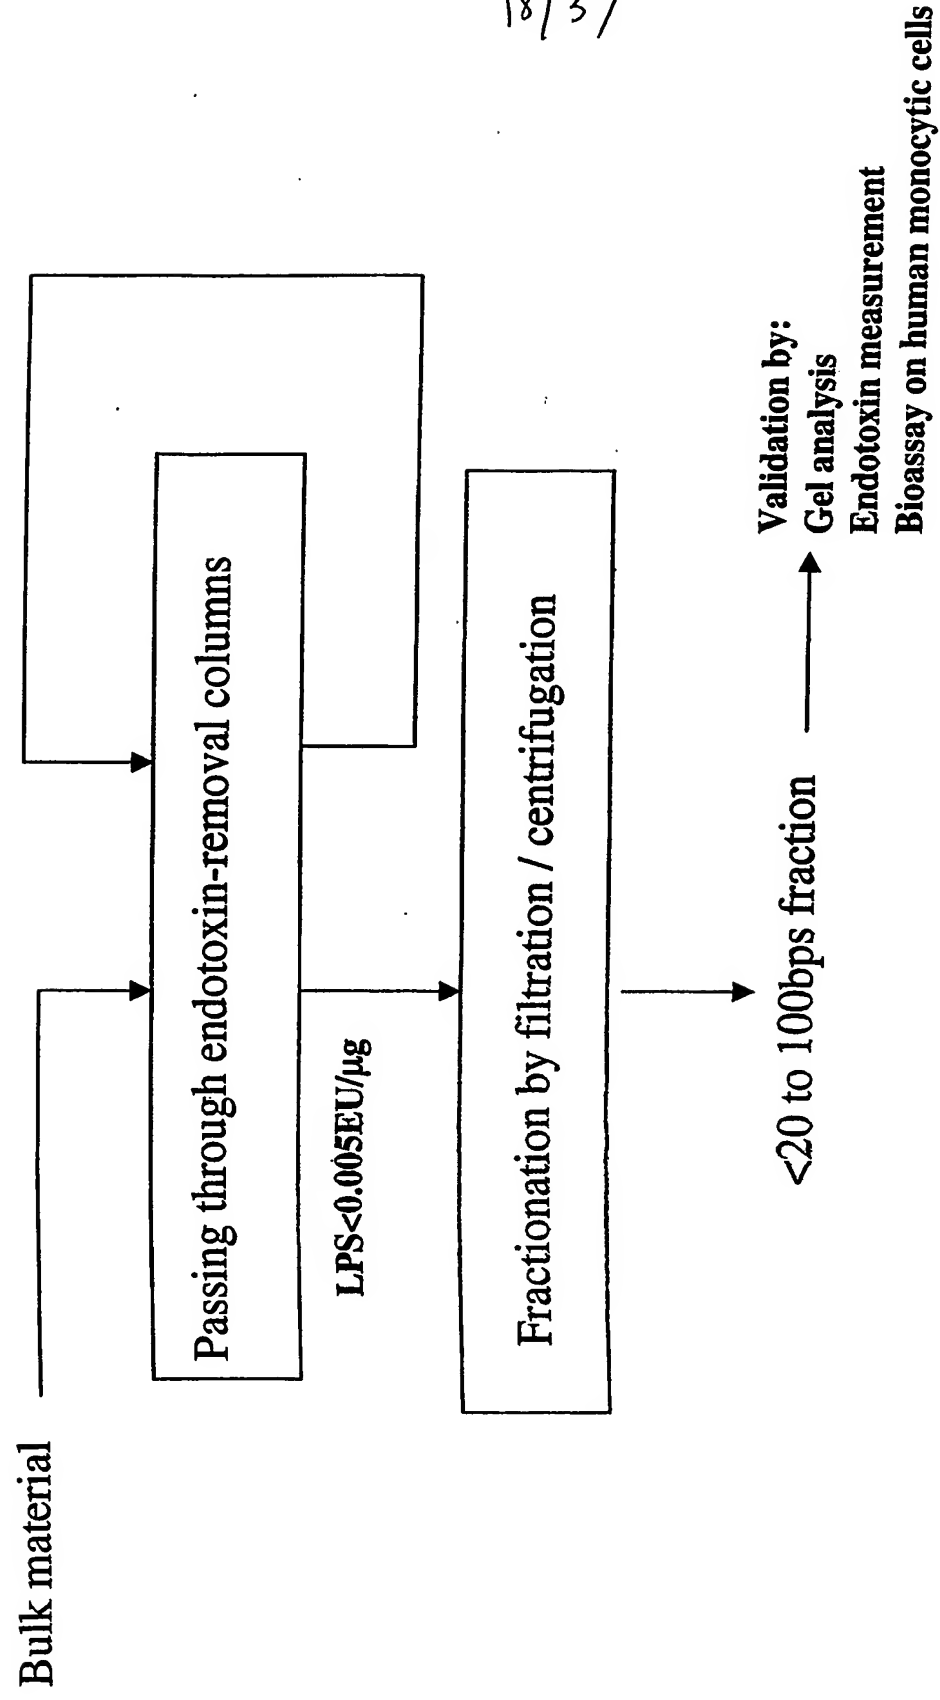 18/37
Bulk material
Passing through endotoxin-removal columns
LPS<0.005EU/μg
Fractionation by filtration / centrifugation
<20 to 100bps fraction
Validation by:
Gel analysis
Endotoxin measurement
Bioassay on human monocytic cells